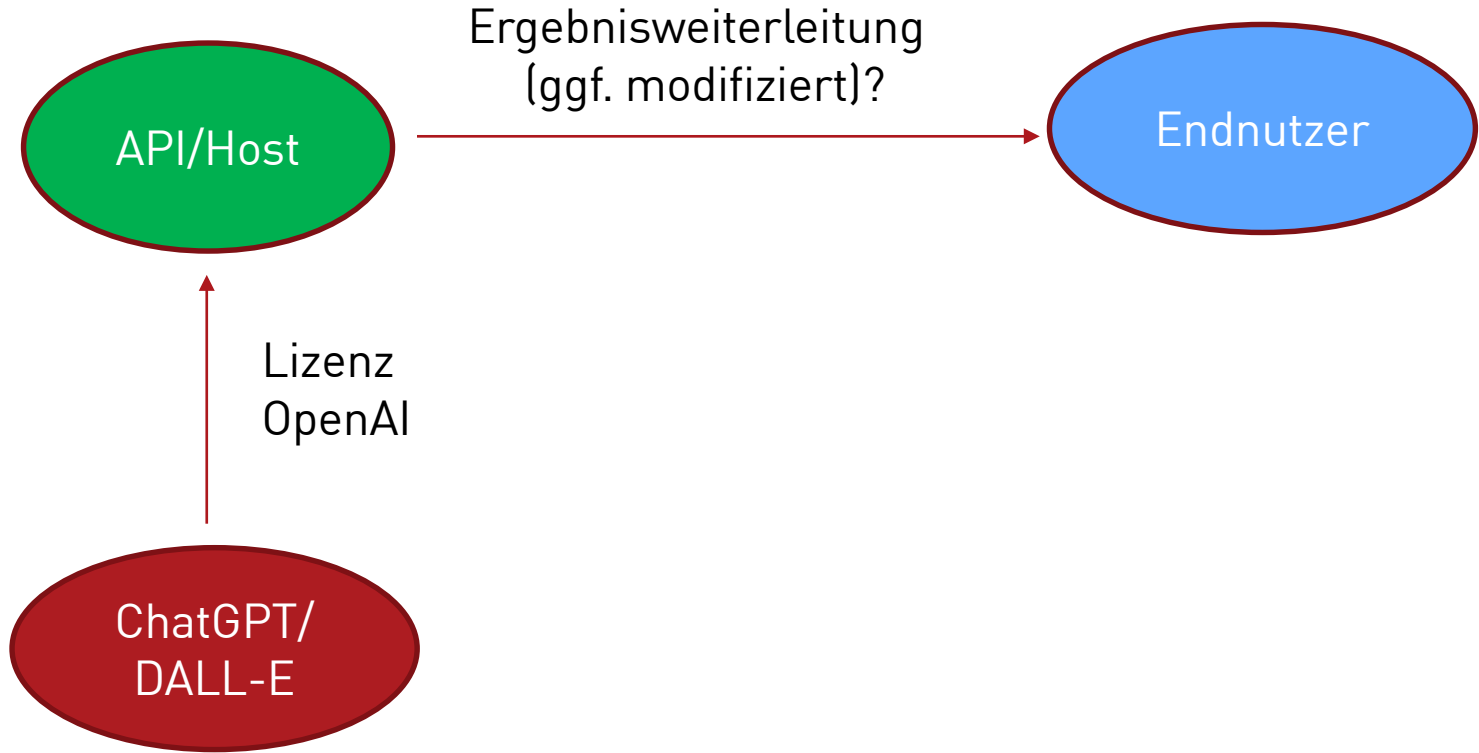 Ergebnisweiterleitung
(ggf. modifiziert)?
API/Host
Endnutzer
Lizenz
OpenAI
ChatGPT/
DALL-E